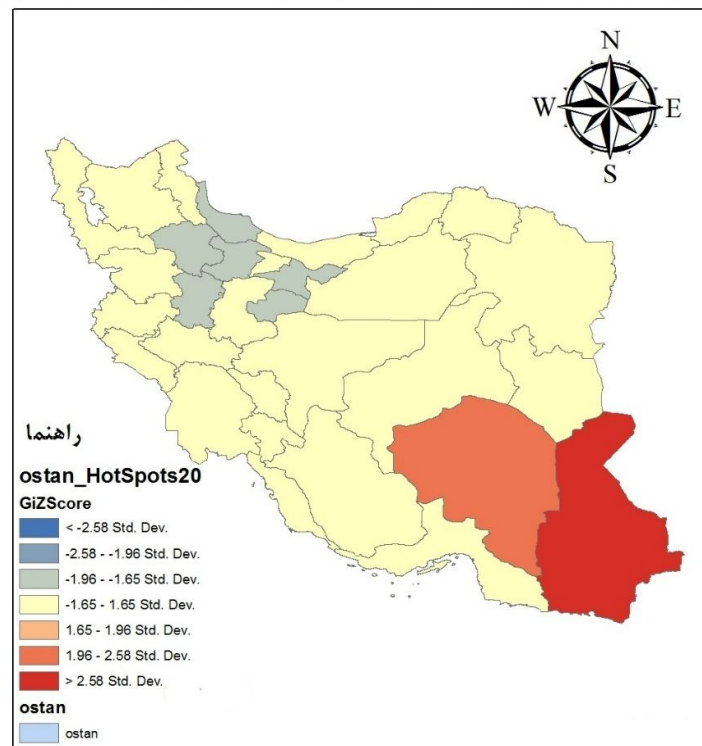 N
W E
S
راهنما
ostan_HotSpots20
GiZScore
< -2.58 Std. Dev.
-2.58 - -1.96 Std. Dev.
-1.96 - -1.65 Std. Dev.
-1.65 - 1.65 Std. Dev.
1.65 - 1.96 Std. Dev.
1.96 - 2.58 Std. Dev.
> 2.58 Std. Dev.
ostan
ostan